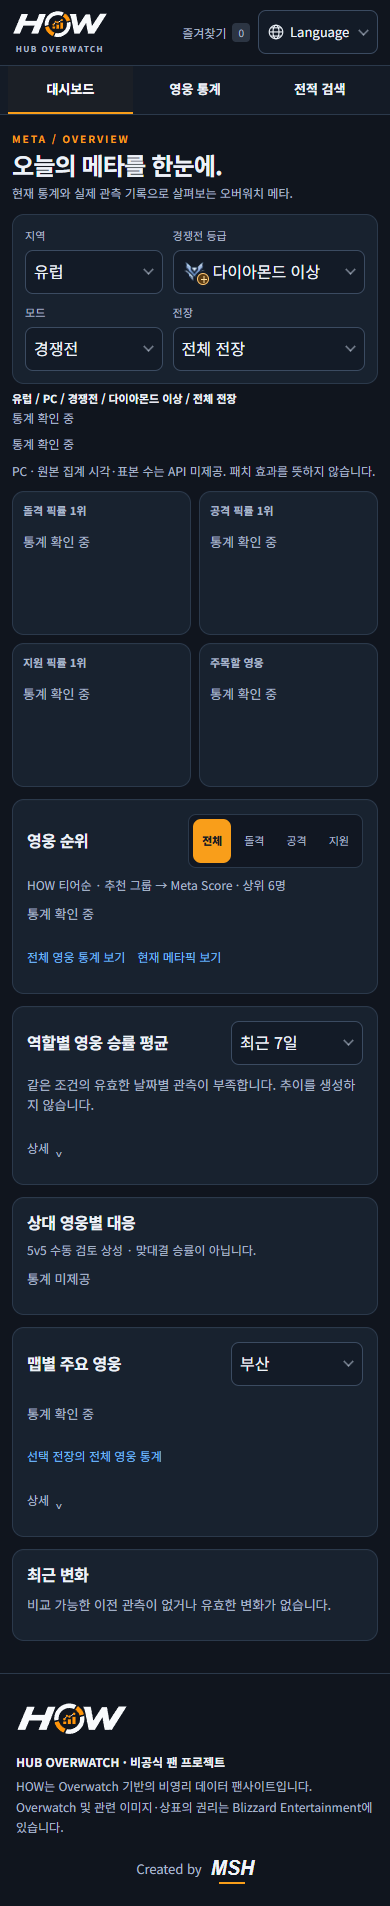 HOW
HUB OVERWATCH
즐겨찾기 0
Language
대시보드 영웅 통계 전적 검색
META / OVERVIEW
오늘의 메타를 한눈에.
현재 통계와 실제 관측 기록으로 살펴보는 오버워치 메타.
지역 경쟁전 등급
유럽 다이아몬드 이상
모드 전장
경쟁전 전체 전장
유럽 / PC / 경쟁전 / 다이아몬드 이상 / 전체 전장
통계 확인 중
통계 확인 중
PC · 원본 집계 시각·표본 수는 API 미제공. 패치 효과를 뜻하지 않습니다.
돌격 픽률 1위
통계 확인 중
공격 픽률 1위
통계 확인 중
지원 픽률 1위
통계 확인 중
주목할 영웅
통계 확인 중
영웅 순위
전체 돌격 공격 지원
HOW 티어순 · 추천 그룹 → Meta Score · 상위 6명
통계 확인 중
전체 영웅 통계 보기 현재 메타픽 보기
역할별 영웅 승률 평균
최근 7일
같은 조건의 유효한 날짜별 관측이 부족합니다. 추이를 생성하
지 않습니다.
상세 v
상대 영웅별 대응
5v5 수동 검토 상성 · 맞대결 승률이 아닙니다.
통계 미제공
맵별 주요 영웅
부산
통계 확인 중
선택 전장의 전체 영웅 통계
상세 v
최근 변화
비교 가능한 이전 관측이 없거나 유효한 변화가 없습니다.
HOW
HUB OVERWATCH · 비공식 팬 프로젝트
HOW는 Overwatch 기반의 비영리 데이터 팬사이트입니다.
Overwatch 및 관련 이미지·상표의 권리는 Blizzard Entertainment에
있습니다.
Created by MSH